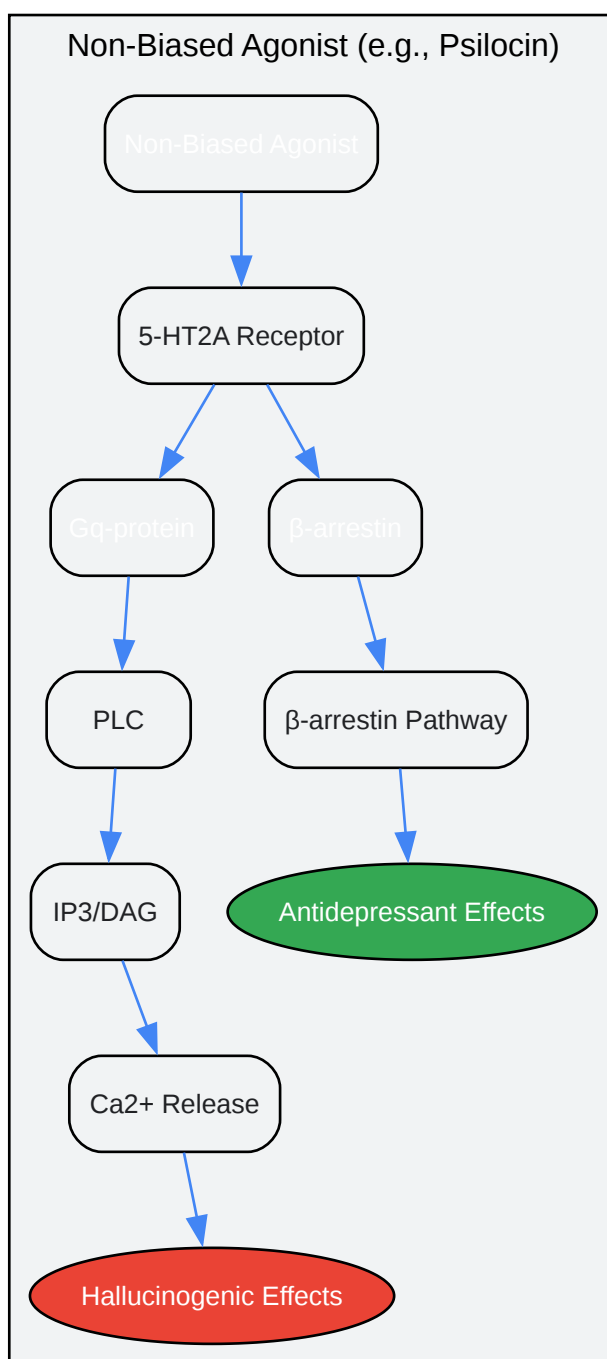 Non-Biased Agonist (e.g., Psilocin)
Non-Biased Agonist
5-HT2A Receptor
Gq-protein
β-arrestin
PLC
β-arrestin Pathway
IP3/DAG
Antidepressant Effects
Ca2+ Release
Hallucinogenic Effects